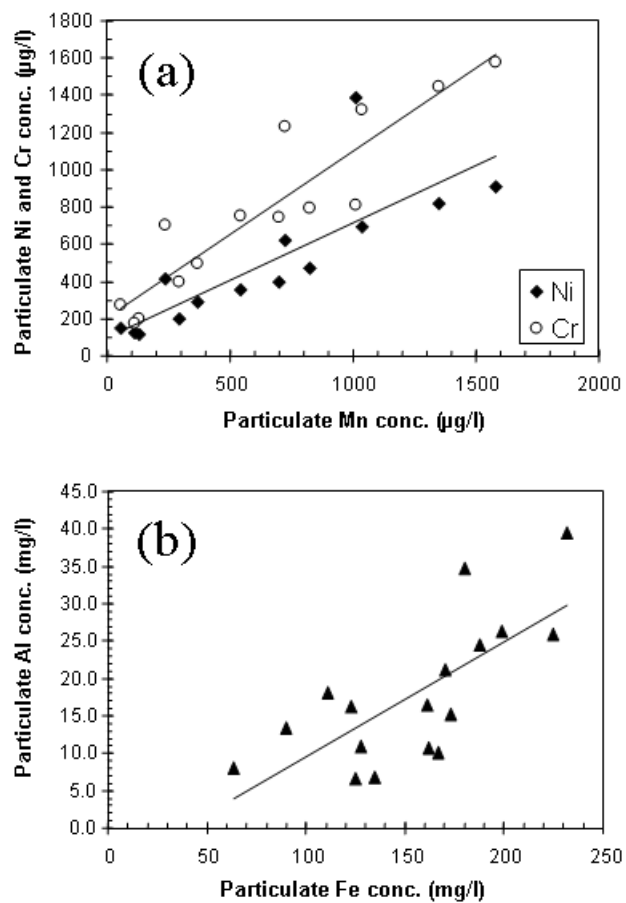 1800
1600
1400
1200
1000
800
600
400
200
0
Particulate Ni and Cr conc. (µg/l)
(a)
Ni
Cr
0 500 1000 1500 2000
Particulate Mn conc. (µg/l)
45.0
40.0
35.0
30.0
25.0
20.0
15.0
10.0
5.0
0.0
Particulate Al conc. (mg/l)
(b)
0 50 100 150 200 250
Particulate Fe conc. (mg/l)